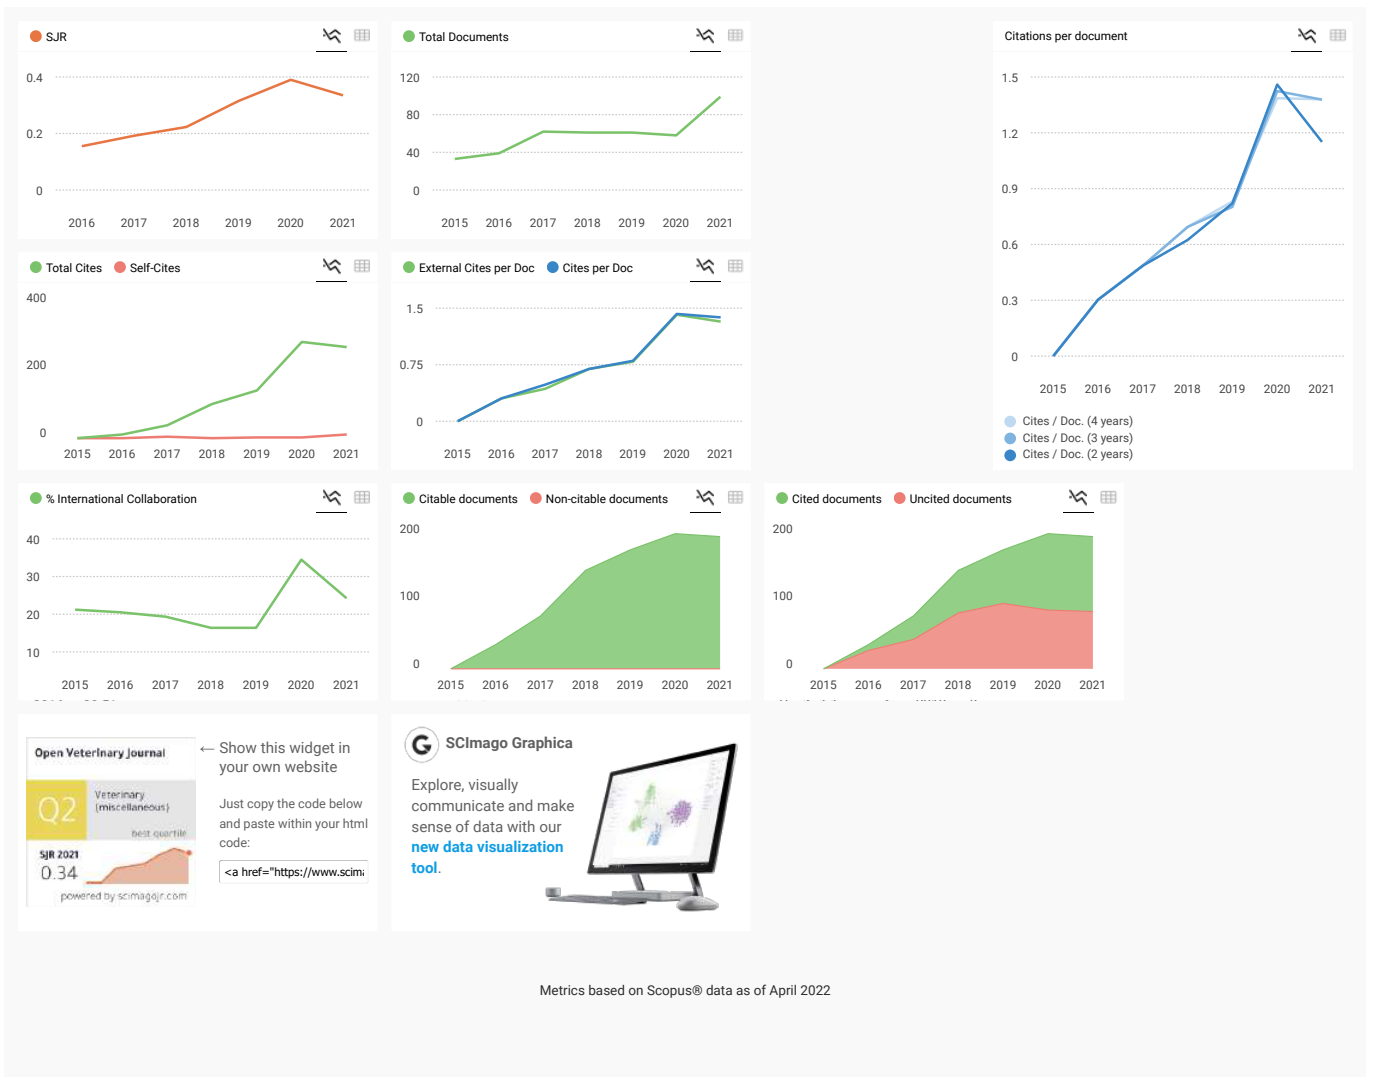 SJR
0.4
0.2
0
2016 2017 2018 2019 2020 2021
Total Documents
120
80
40
0
2015 2016 2017 2018 2019 2020 2021
Citations per document
1.5
1.2
0.9
0.6
0.3
0
2015 2016 2017 2018 2019 2020 2021
Cites / Doc. (4 years)
Cites / Doc. (3 years)
Cites / Doc. (2 years)
Total Cites Self-Cites
400
200
0
2015 2016 2017 2018 2019 2020 2021
External Cites per Doc Cites per Doc
1.5
0.75
0
2015 2016 2017 2018 2019 2020 2021
% International Collaboration
40
30
20
10
2015 2016 2017 2018 2019 2020 2021
Citable documents Non-citable documents
200
100
0
2015 2016 2017 2018 2019 2020 2021
Cited documents Uncited documents
200
100
0
2015 2016 2017 2018 2019 2020 2021
Open Veterinary Journal
Q2
Veterinary
(miscellaneous)
best quartile
SJR 2021
0.34
powered by scimagojr.com
← Show this widget in
your own website
Just copy the code below
and paste within your html
code:
<a href="https://www.scima
G
SCImago Graphica
Explore, visually
communicate and make
sense of data with our
new data visualization
tool.
Metrics based on Scopus® data as of April 2022